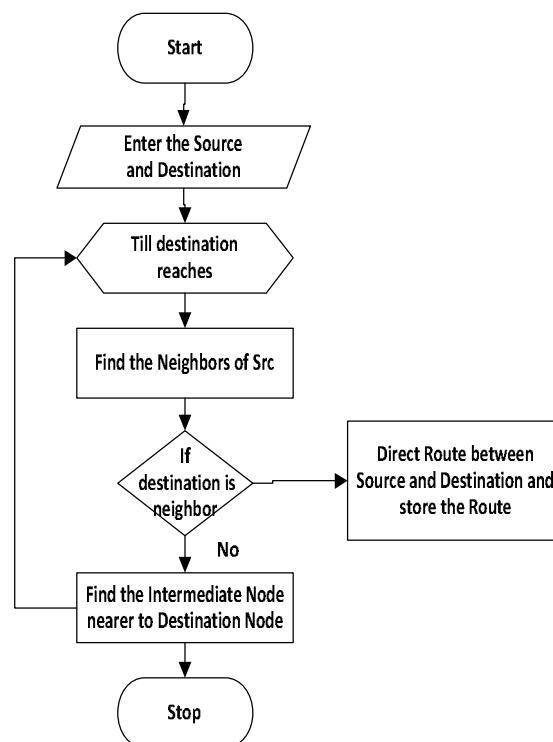 Start
Enter the Source
and Destination
Till destination
reaches
Find the Neighbors of Src
If
destination is
neighbor
Direct Route between
Source and Destination and
store the Route
No
Find the Intermediate Node
nearer to Destination Node
Stop